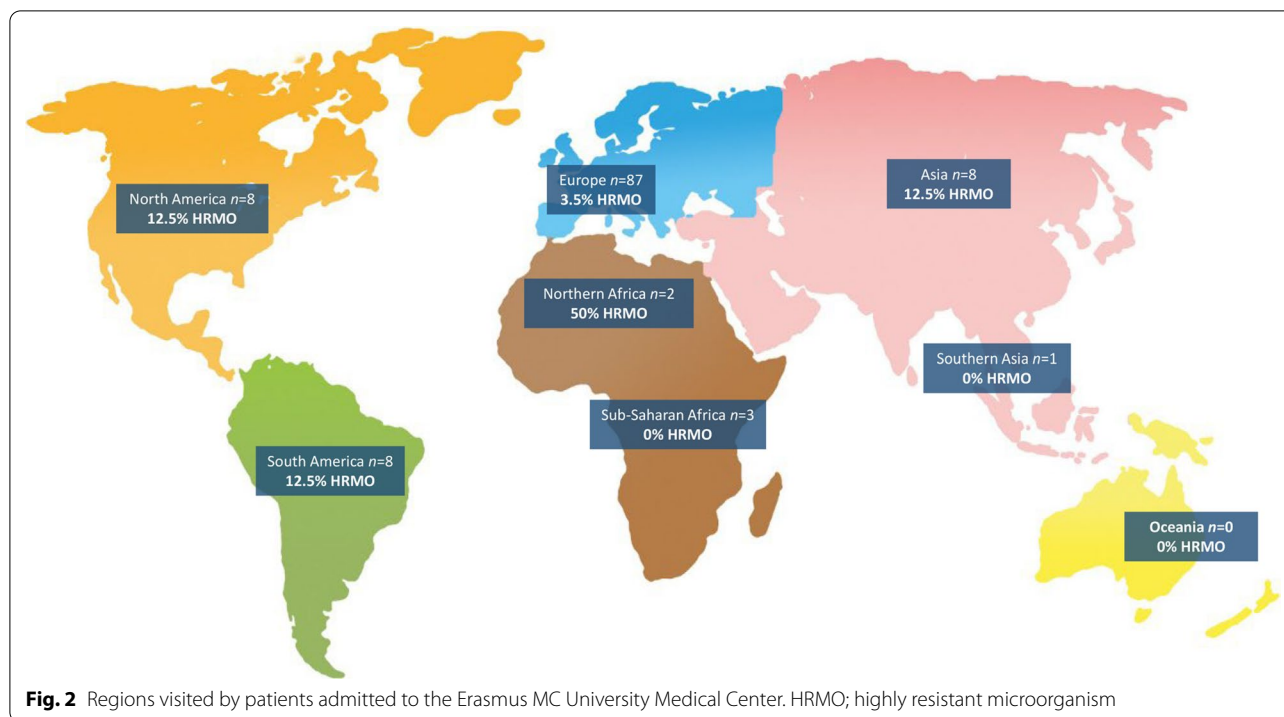 North America n=8
12.5% HRMO
Europe n=87
3.5% HRMO
Asia n=8
12.5% HRMO
Northern Africa n=2
50% HRMO
Southern Asia n=1
0% HRMO
Sub-Saharan Africa n=3
0% HRMO
South America n=8
12.5% HRMO
Oceania n=0
0% HRMO
Fig. 2 Regions visited by patients admitted to the Erasmus MC University Medical Center. HRMO; highly resistant microorganism